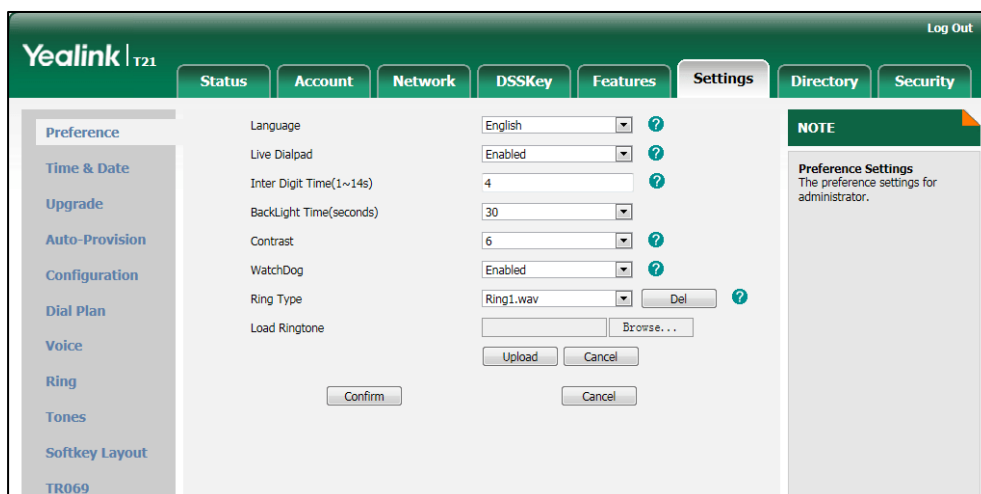 Log Out
Yealink T21
Status Account Network DSSKey Features Settings Directory Security
Preference
Time & Date
Upgrade
Auto-Provision
Configuration
Dial Plan
Voice
Ring
Tones
Softkey Layout
TR069
Language English ?
Live Dialpad Enabled ?
Inter Digit Time(1~14s) 4 ?
BackLight Time(seconds) 30
Contrast 6 ?
WatchDog Enabled ?
Ring Type Ring1.wav Del ?
Load Ringtone Browse...
Upload Cancel
Confirm Cancel
NOTE
Preference Settings
The preference settings for
administrator.